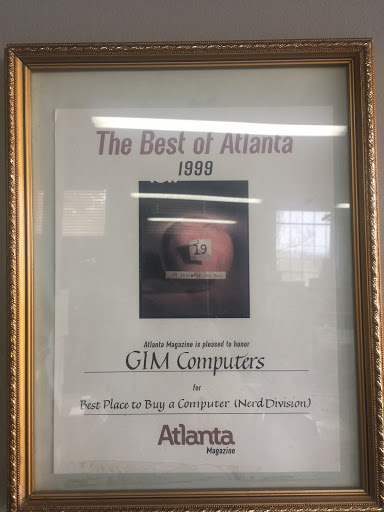 The Best of Atlanta
1999
19
Atlanta Magazine is pleased to honor
GIM Computers
for
Best Place to Buy a Computer (Nerd Division)
Atlanta
Magazine